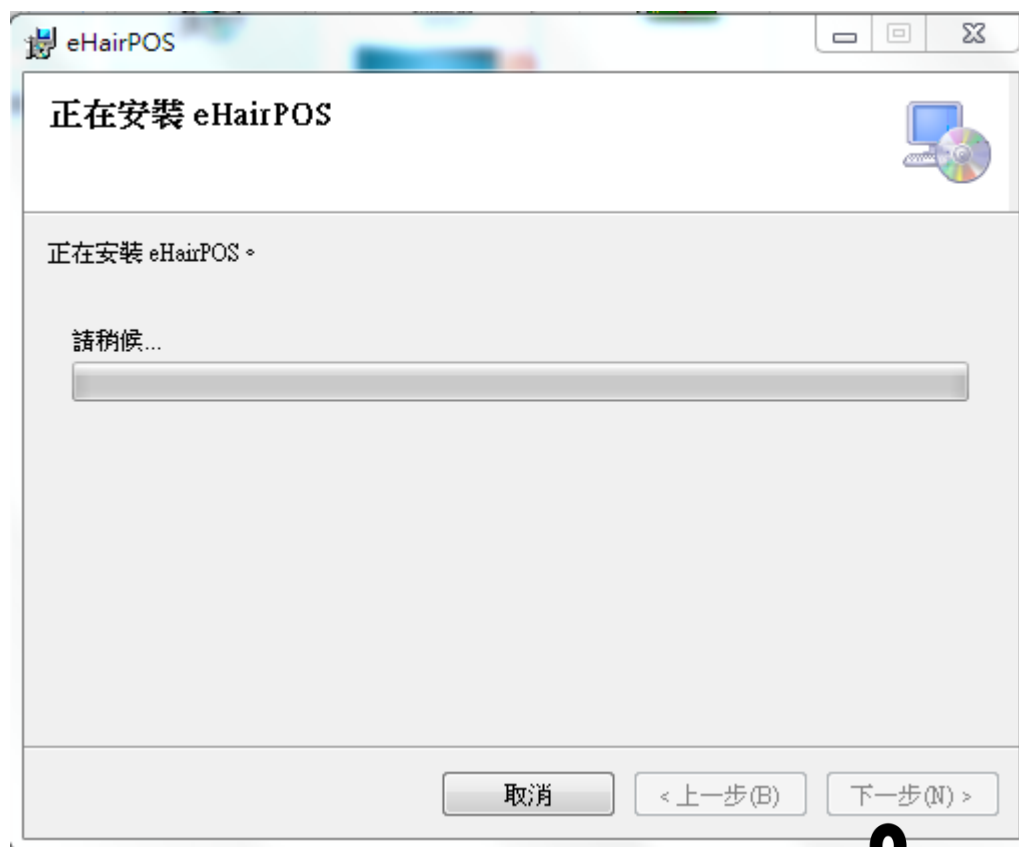 eHairPOS
正在安裝 eHairPOS
正在安裝 eHairPOS。
請稍候...
取消
< 上一步(B)
下一步(N) >